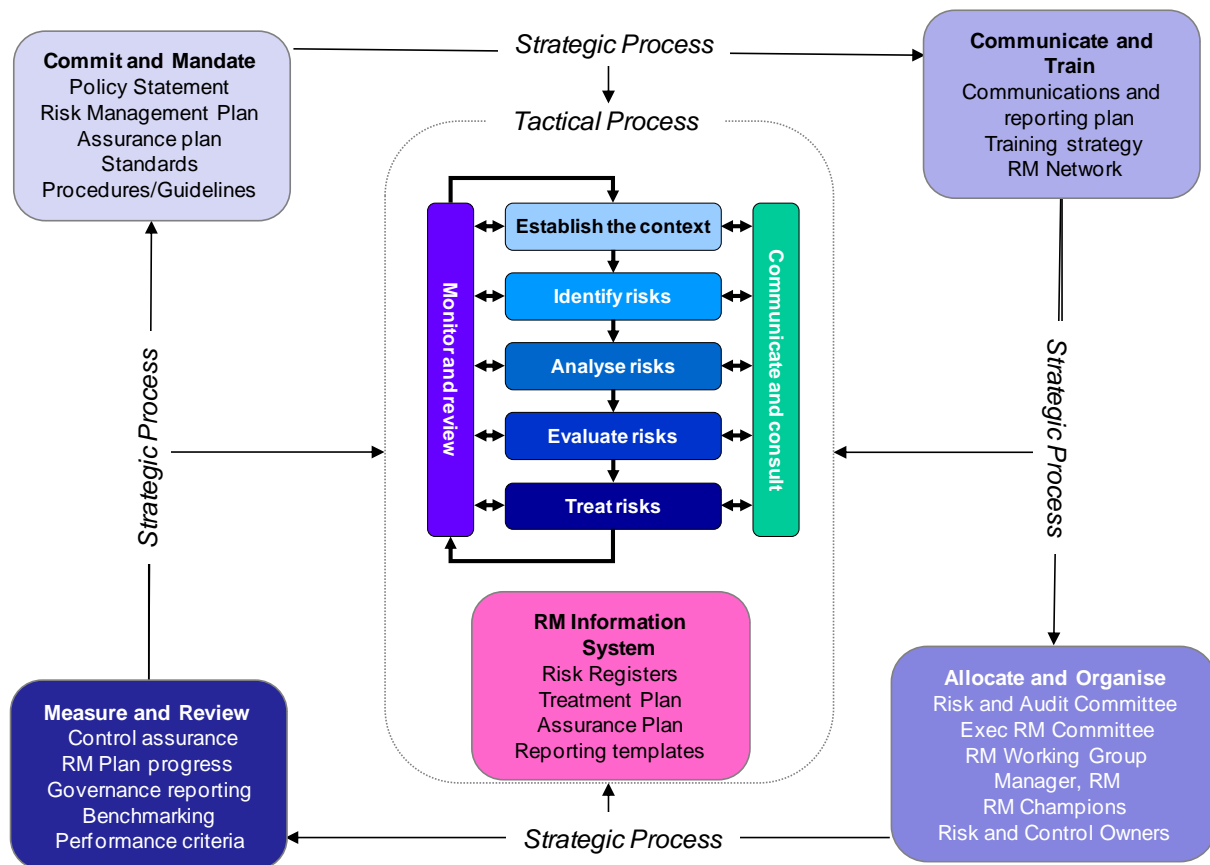 Commit and Mandate
Policy Statement
Risk Management Plan
Assurance plan
Standards
Procedures/Guidelines
Strategic Process
Communicate and
Train
Communications and
reporting plan
Training strategy
RM Network
Tactical Process
Monitor and review
Establish the context
Identify risks
Analyse risks
Evaluate risks
Treat risks
Communicate and consult
Strategic Process
Strategic Process
RM Information
System
Risk Registers
Treatment Plan
Assurance Plan
Reporting templates
Measure and Review
Control assurance
RM Plan progress
Governance reporting
Benchmarking
Performance criteria
Strategic Process
Allocate and Organise
Risk and Audit Committee
Exec RM Committee
RM Working Group
Manager, RM
RM Champions
Risk and Control Owners